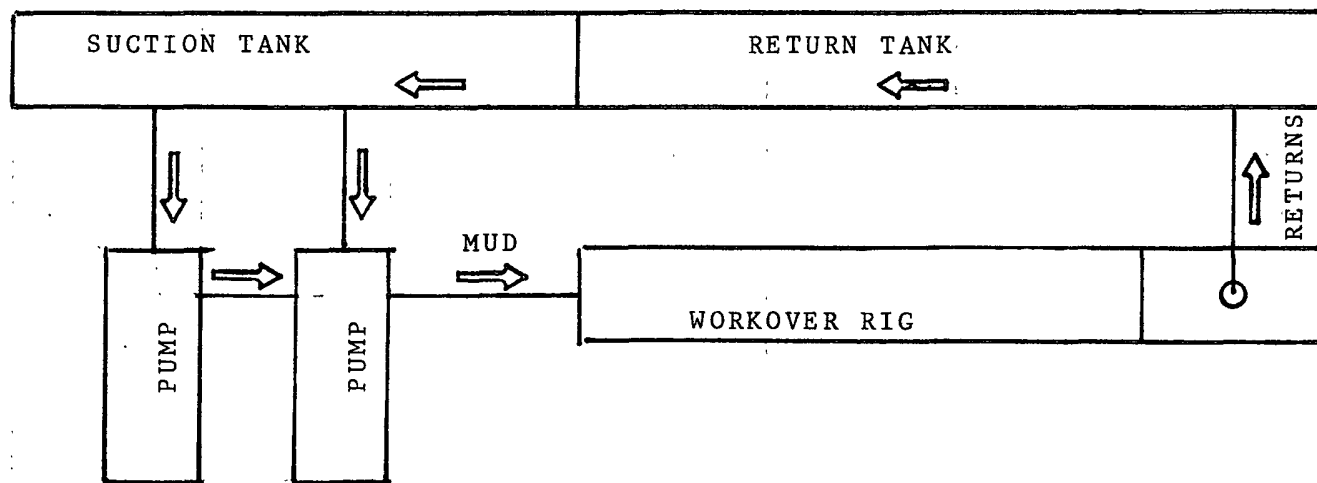 SUCTION TANK
RETURN TANK
RETURNS
MUD
PUMP
PUMP
WORKOVER RIG